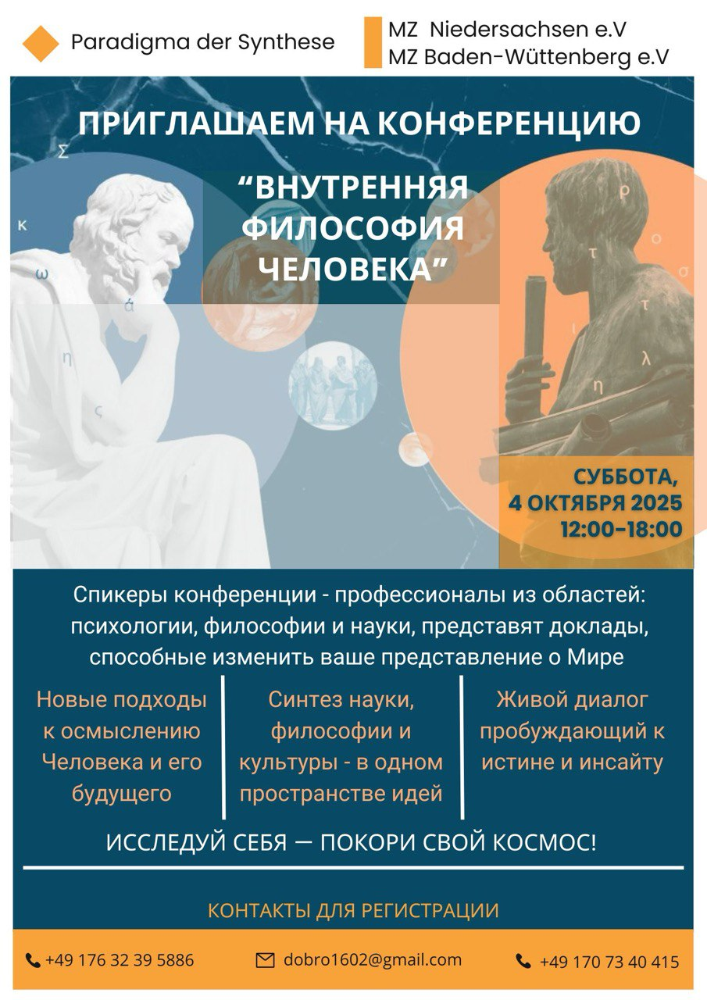 Paradigma der Synthese
MZ Niedersachsen e.V
MZ Baden-Wüttenberg e.V
ПРИГЛАШАЕМ НА КОНФЕРЕНЦИЮ
“ВНУТРЕННЯЯ
ФИЛОСОФИЯ
ЧЕЛОВЕКА”
Σ
κ
ω
ά
η
ς
ρ
ο
τ
σ
τ
ι
λ
η
СУББОТА,
4 ОКТЯБРЯ 2025
12:00-18:00
Спикеры конференции - профессионалы из областей:
психологии, философии и науки, представят доклады,
способные изменить ваше представление о Мире
Новые подходы
к осмыслению
Человека и его
будущего
Синтез науки,
философии и
культуры - в одном
пространстве идей
Живой диалог
пробуждающий к
истине и инсайту
ИССЛЕДУЙ СЕБЯ — ПОКОРИ СВОЙ КОСМОС!
КОНТАКТЫ ДЛЯ РЕГИСТРАЦИИ
+49 176 32 39 5886
dobro1602@gmail.com
+49 170 73 40 415